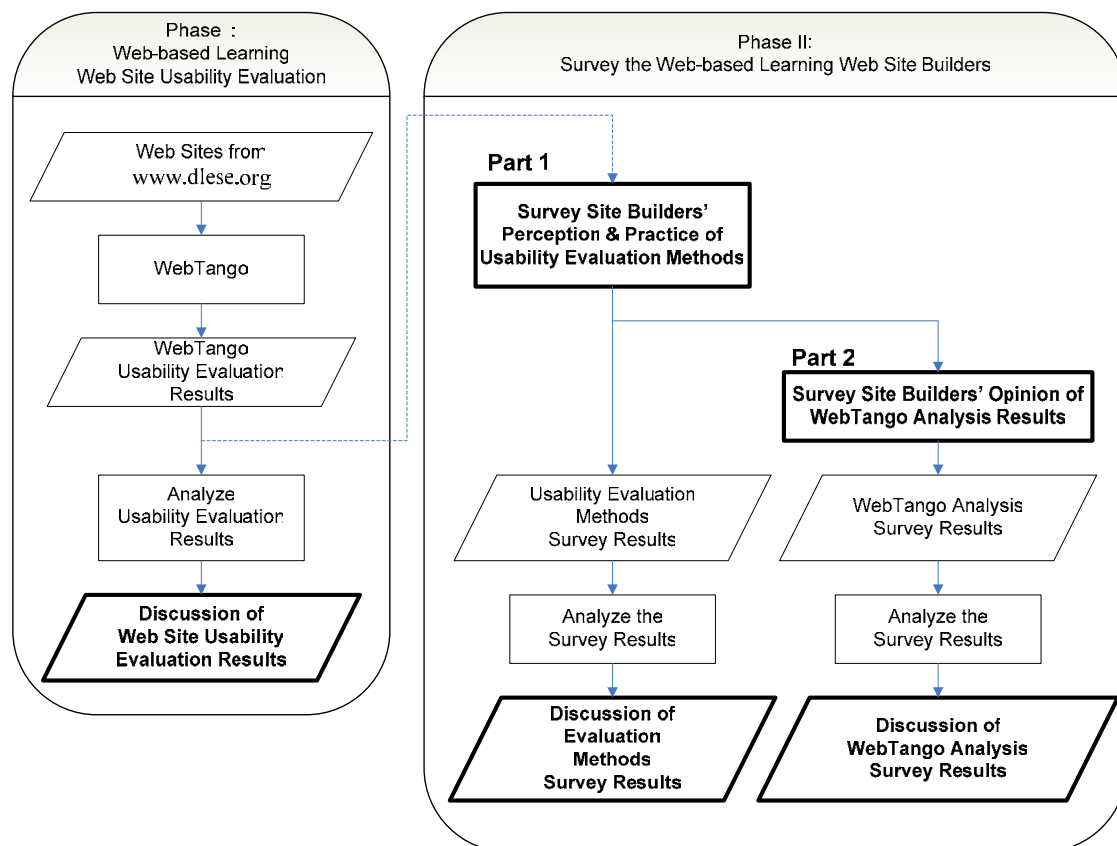 Phase :
Web-based Learning
Web Site Usability Evaluation
Web Sites from
www.dlese.org
WebTango
WebTango
Usability Evaluation
Results
Analyze
Usability Evaluation
Results
Discussion of
Web Site Usability
Evaluation Results
Phase II:
Survey the Web-based Learning Web Site Builders
Part 1
Survey Site Builders'
Perception & Practice of
Usability Evaluation Methods
Part 2
Survey Site Builders' Opinion of
WebTango Analysis Results
Usability Evaluation
Methods
Survey Results
WebTango Analysis
Survey Results
Analyze the
Survey Results
Analyze the
Survey Results
Discussion of
Evaluation
Methods
Survey Results
Discussion of
WebTango Analysis
Survey Results